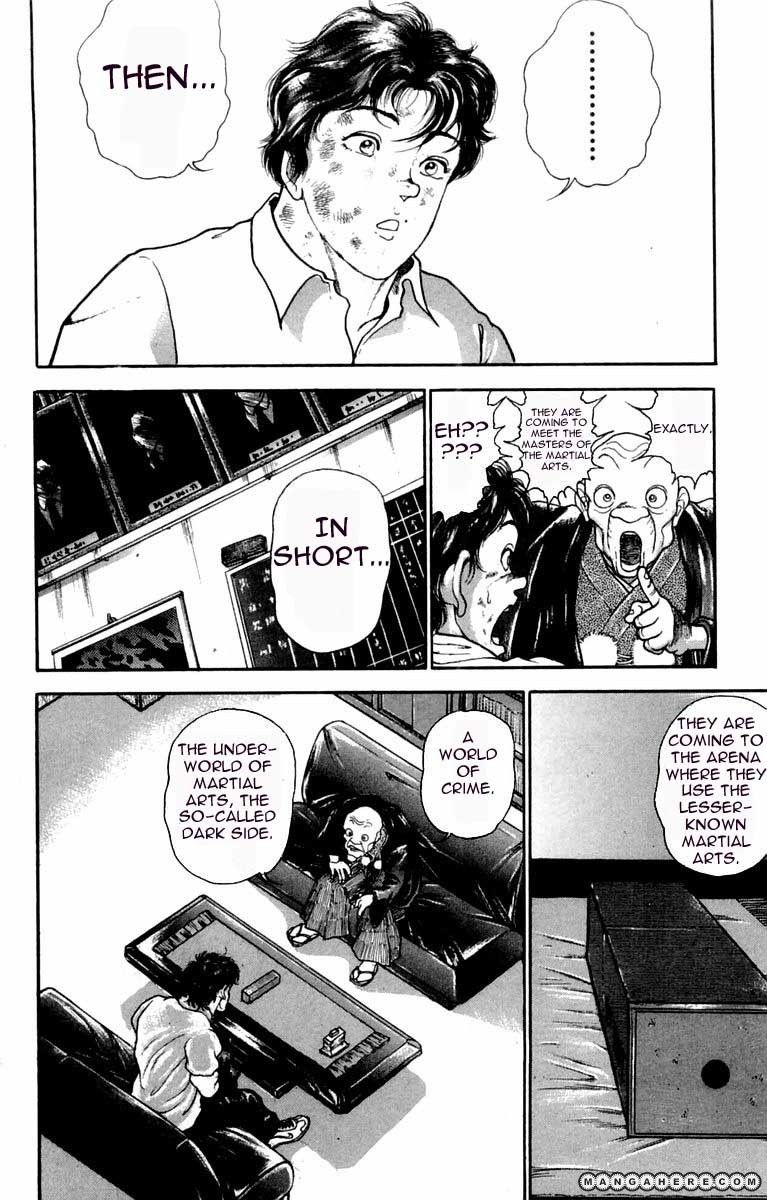 .............
THEN...
EXACTLY.
THEY ARE
COMING TO
MEET THE
MASTERS OF
THE MARTIAL
ARTS.
EH??
???
IN
SHORT...
THEY ARE
COMING TO
THE ARENA
WHERE THEY
USE THE
LESSER-
KNOWN
MARTIAL
ARTS.
A
WORLD
OF
CRIME.
THE UNDER-
WORLD OF
MARTIAL
ARTS, THE
SO-CALLED
DARK SIDE.
MANGAHERE.COM